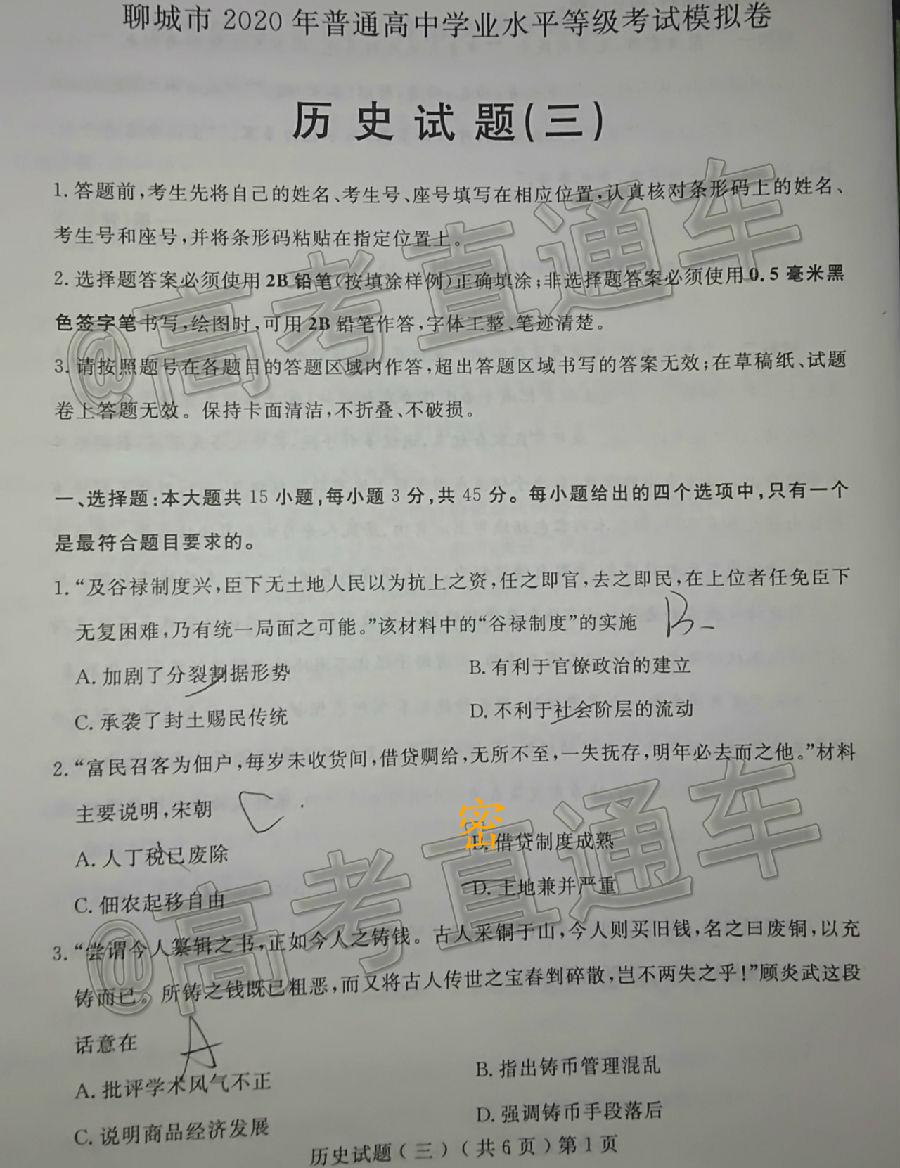 聊城市2020年普通高中学业水平等级考试模拟卷
历史试题(三)
1.答题前,考生先将自己的姓名、考生号、座号填写在相应位置,认真核对条形码上的姓名、
考生号和座号,并将条形码粘贴在指定位置上。
2.选择题答案必须使用2B铅笔(按填涂样例)正确填涂;非选择题答案必须使用0.5毫米黑
色签字笔书写,绘图时,可用2B铅笔作答,字体工整、笔迹清楚。
3.请按照题号在各题目的答题区域内作答,超出答题区域书写的答案无效;在草稿纸、试题
卷上答题无效。保持卡面清洁,不折叠、不破损。
@高考直通车
一、选择题:本大题共15小题,每小题3分,共45分。每小题给出的四个选项中,只有一个
是最符合题目要求的。
1.“及谷禄制度兴,臣下无土地人民以为抗上之资,任之即官,去之即民,在上位者任免臣下
无复困难,乃有统一局面之可能。”该材料中的“谷禄制度”的实施 B
A.加剧了分裂割据形势 B.有利于官僚政治的建立
C.承袭了封土赐民传统 D.不利于社会阶层的流动
2.“富民召客为佃户,每岁未收货间,借贷赒给,无所不至,一失抚存,明年必去而之他。”材料
主要说明,宋朝 C
密
A.人丁税已废除 B.借贷制度成熟
C.佃农起移自由 D.土地兼并严重
@高考直通车
3.“尝谓今人纂辑之书,正如今人之铸钱。古人采铜于山,今人则买旧钱,名之曰废铜,以充
铸而已。所铸之钱既已粗恶,而又将古人传世之宝舂剉碎散,岂不两失之乎!”顾炎武这段
话意在 A
A.批评学术风气不正 B.指出铸币管理混乱
C.说明商品经济发展 D.强调铸币手段落后
历史试题(三)(共6页)第1页